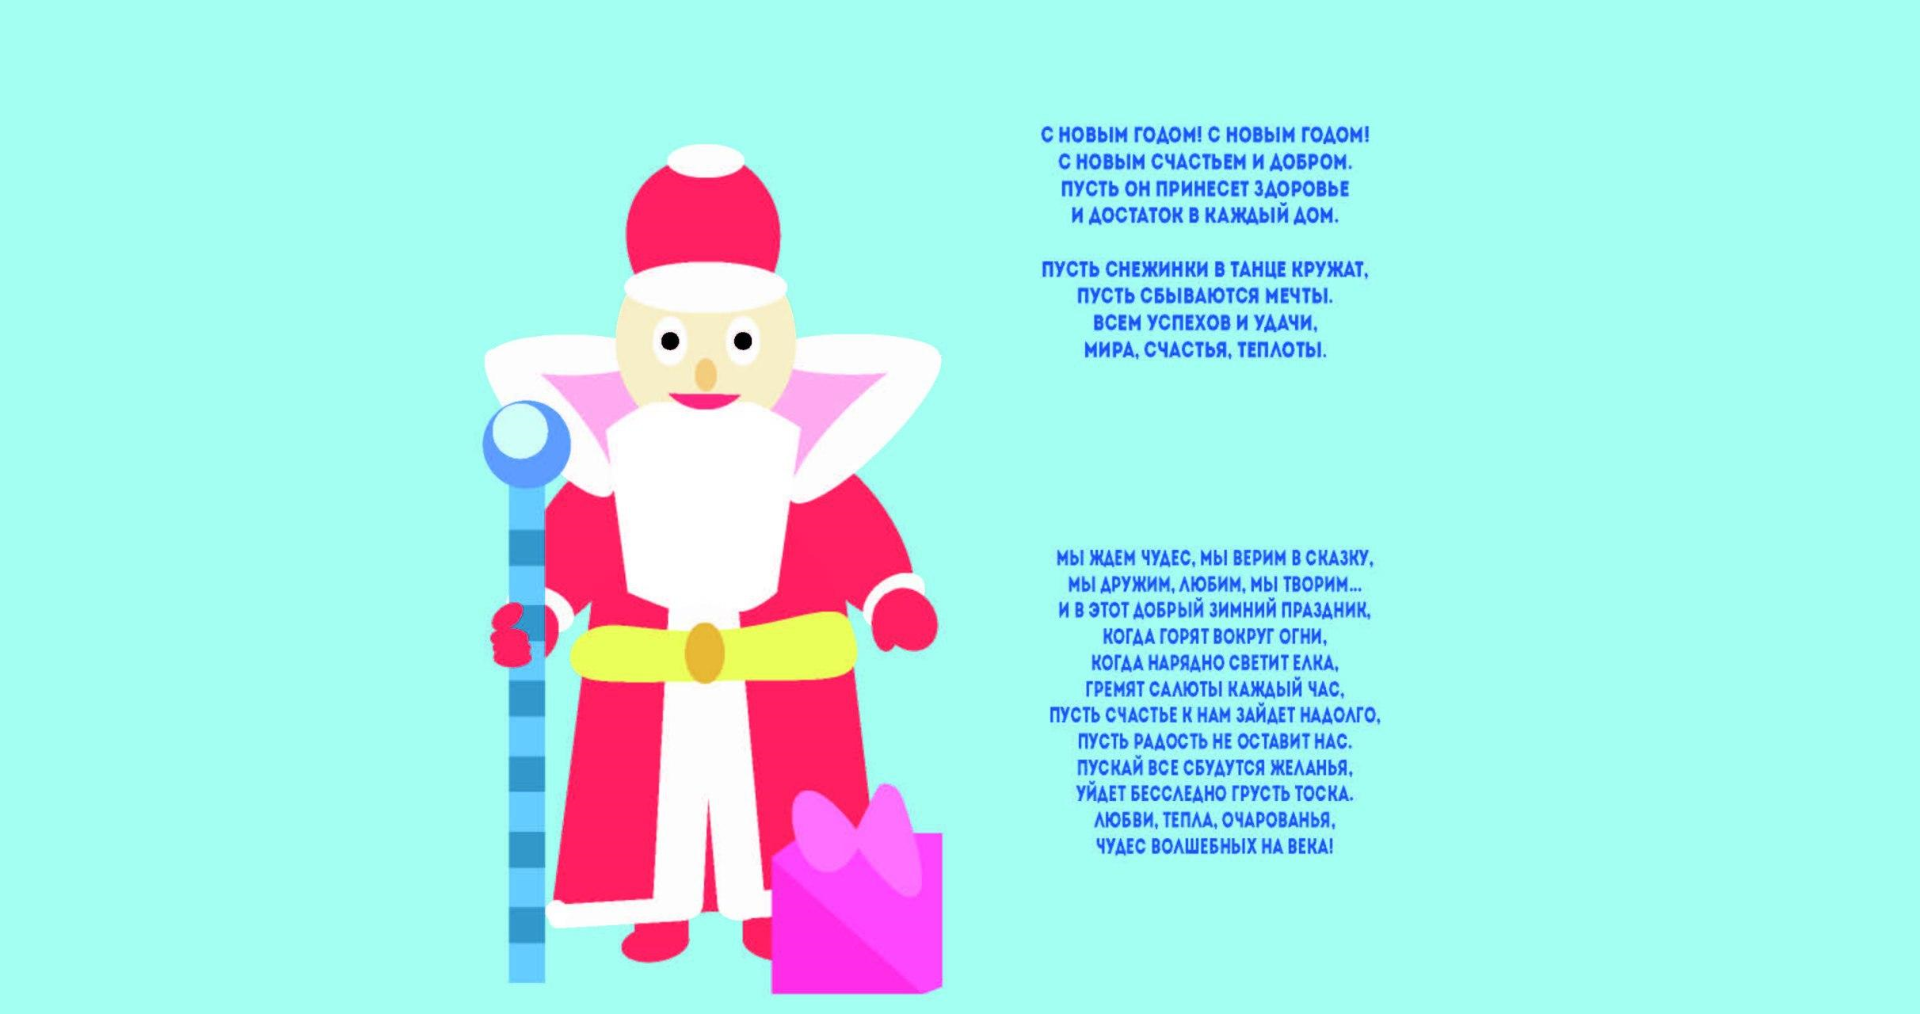 С НОВЫМ ГОДОМ! С НОВЫМ ГОДОМ!
С НОВЫМ СЧАСТЬЕМ И ДОБРОМ.
ПУСТЬ ОН ПРИНЕСЕТ ЗДОРОВЬЕ
И ДОСТАТОК В КАЖДЫЙ ДОМ.
ПУСТЬ СНЕЖИНКИ В ТАНЦЕ КРУЖАТ,
ПУСТЬ СБЫВАЮТСЯ МЕЧТЫ.
ВСЕМ УСПЕХОВ И УДАЧИ,
МИРА, СЧАСТЬЯ, ТЕПЛОТЫ.
МЫ ЖДЕМ ЧУДЕС, МЫ ВЕРИМ В СКАЗКУ,
МЫ ДРУЖИМ, ЛЮБИМ, МЫ ТВОРИМ...
И В ЭТОТ ДОБРЫЙ ЗИМНИЙ ПРАЗДНИК,
КОГДА ГОРЯТ ВОКРУГ ОГНИ,
КОГДА НАРЯДНО СВЕТИТ ЕЛКА,
ГРЕМЯТ САЛЮТЫ КАЖДЫЙ ЧАС,
ПУСТЬ СЧАСТЬЕ К НАМ ЗАЙДЕТ НАДОЛГО,
ПУСТЬ РАДОСТЬ НЕ ОСТАВИТ НАС.
ПУСКАЙ ВСЕ СБУДУТСЯ ЖЕЛАНЬЯ,
УЙДЕТ БЕССЛЕДНО ГРУСТЬ ТОСКА.
ЛЮБВИ, ТЕПЛА, ОЧАРОВАНЬЯ,
ЧУДЕС ВОЛШЕБНЫХ НА ВЕКА!